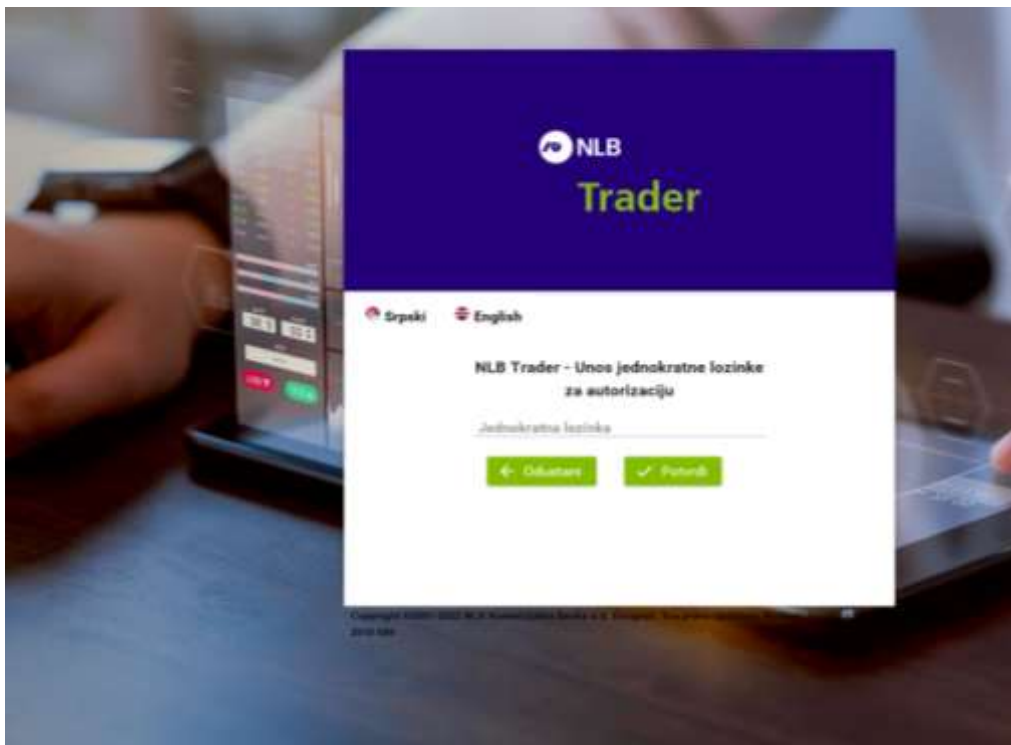 NLB
Trader
Srpski English
NLB Trader - Unos jednokratne lozinke
za autorizaciju
Jednokratna lozinka
Odustani Potvrdi